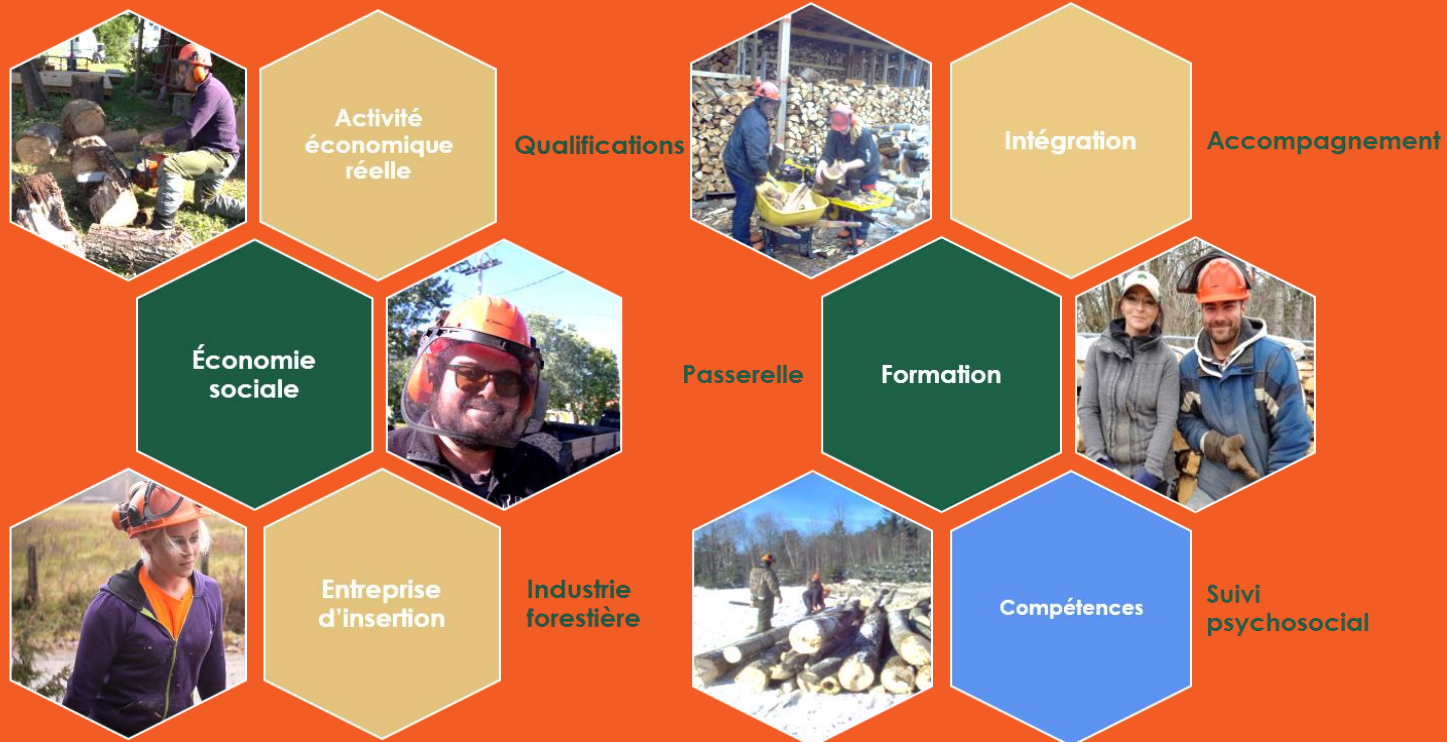 Activité
économique
réelle
Qualifications
Intégration
Accompagnement
Économie
sociale
Passerelle
Formation
Entreprise
d'insertion
Industrie
forestière
Compétences
Suivi
psychosocial